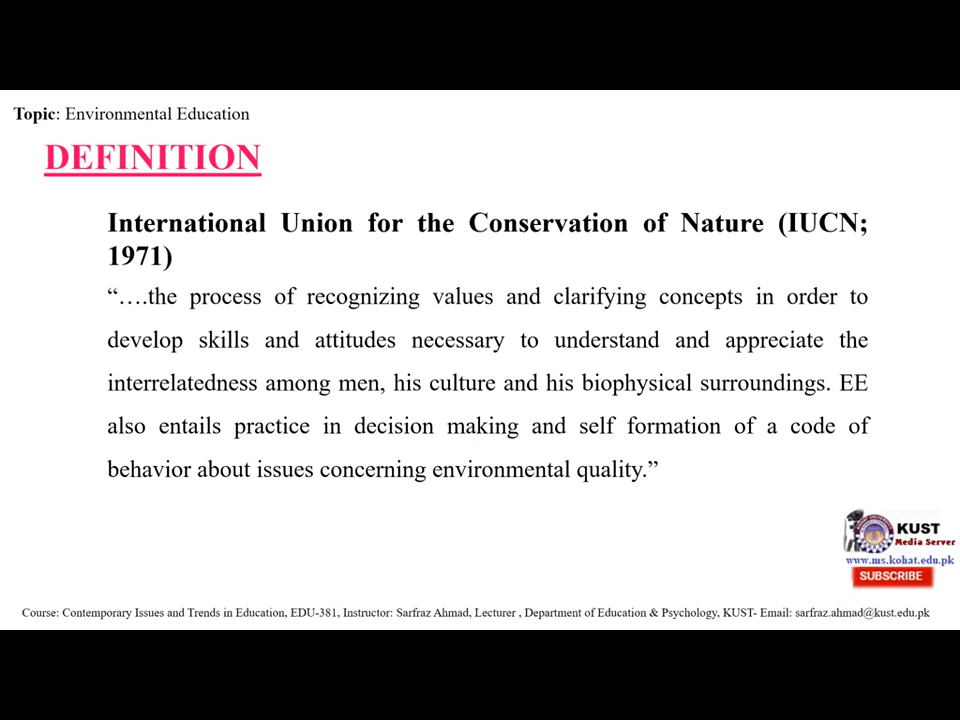 Topic: Environmental Education
DEFINITION
International Union for the Conservation of Nature (IUCN;
1971)
“….the process of recognizing values and clarifying concepts in order to
develop skills and attitudes necessary to understand and appreciate the
interrelatedness among men, his culture and his biophysical surroundings. EE
also entails practice in decision making and self formation of a code of
behavior about issues concerning environmental quality.”
KUST
Media Server
www.ms.kohat.edu.pk
SUBSCRIBE
Course: Contemporary Issues and Trends in Education, EDU-381, Instructor: Sarfraz Ahmad, Lecturer , Department of Education & Psychology, KUST- Email: sarfraz.ahmad@kust.edu.pk